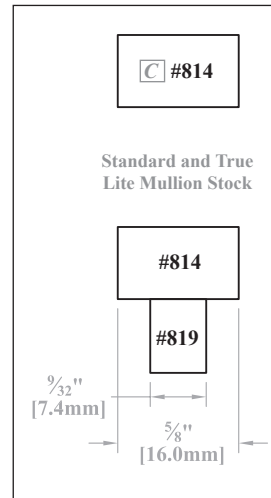 C #814
Standard and True
Lite Mullion Stock
#814
#819
9⁄32"
[7.4mm]
5⁄8"
[16.0mm]